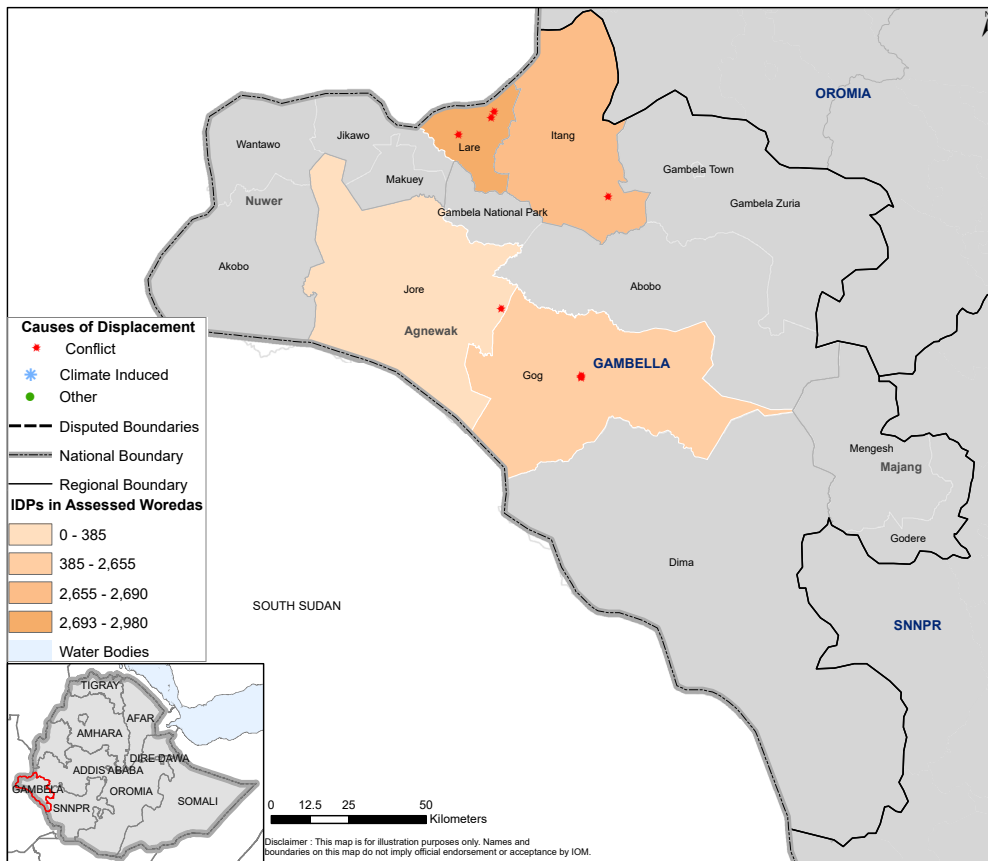 N
OROMIA
Wantawo
Jikawo
Lare
Itang
Makuey
Gambela Town
Nuwer
Gambela National Park
Gambela Zuria
Akobo
Jore
Abobo
Agnewak
Gog
GAMBELLA
Mengesh
Majang
Godere
Dima
SNNPR
SOUTH SUDAN
Causes of Displacement
Conflict
Climate Induced
Other
Disputed Boundaries
National Boundary
Regional Boundary
IDPs in Assessed Woredas
0 - 385
385 - 2,655
2,655 - 2,690
2,693 - 2,980
Water Bodies
TIGRAY
AFAR
AMHARA
DIRE DAWA
ADDIS ABABA
GAMBELA
OROMIA
SOMALI
SNNPR
0 12.5 25 50
Kilometers
Disclaimer : This map is for illustration purposes only. Names and
boundaries on this map do not imply official endorsement or acceptance by IOM.